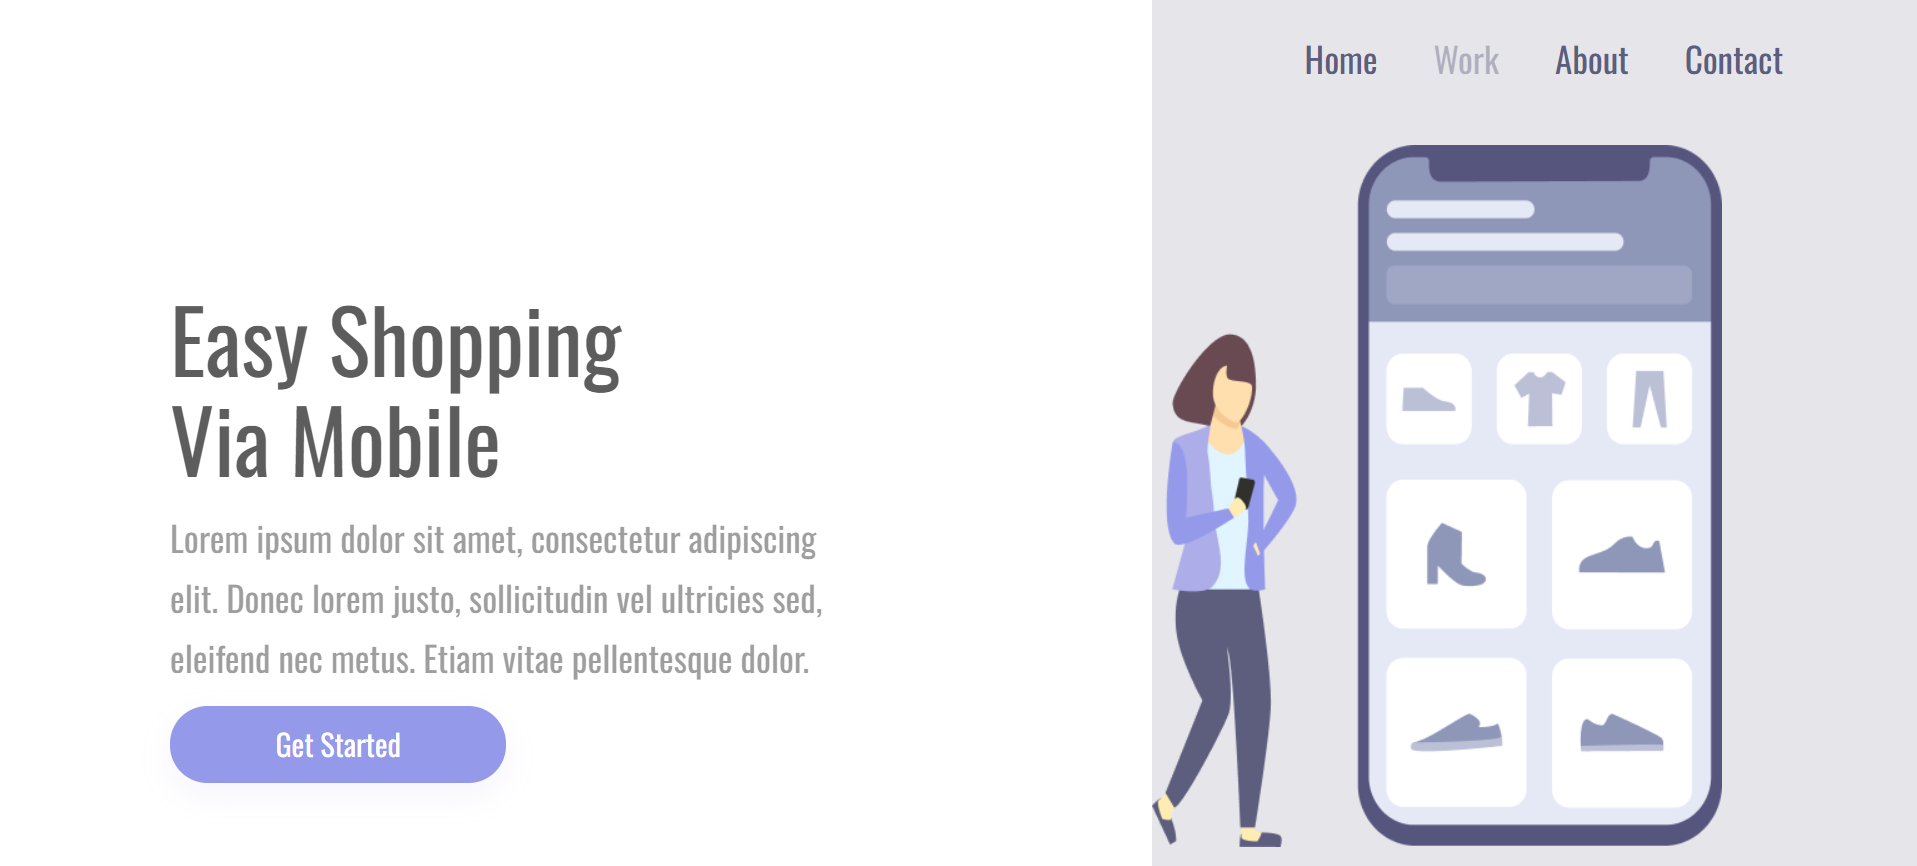 Home Work About Contact
Easy Shopping
Via Mobile
Lorem ipsum dolor sit amet, consectetur adipiscing
elit. Donec lorem justo, sollicitudin vel ultricies sed,
eleifend nec metus. Etiam vitae pellentesque dolor.
Get Started